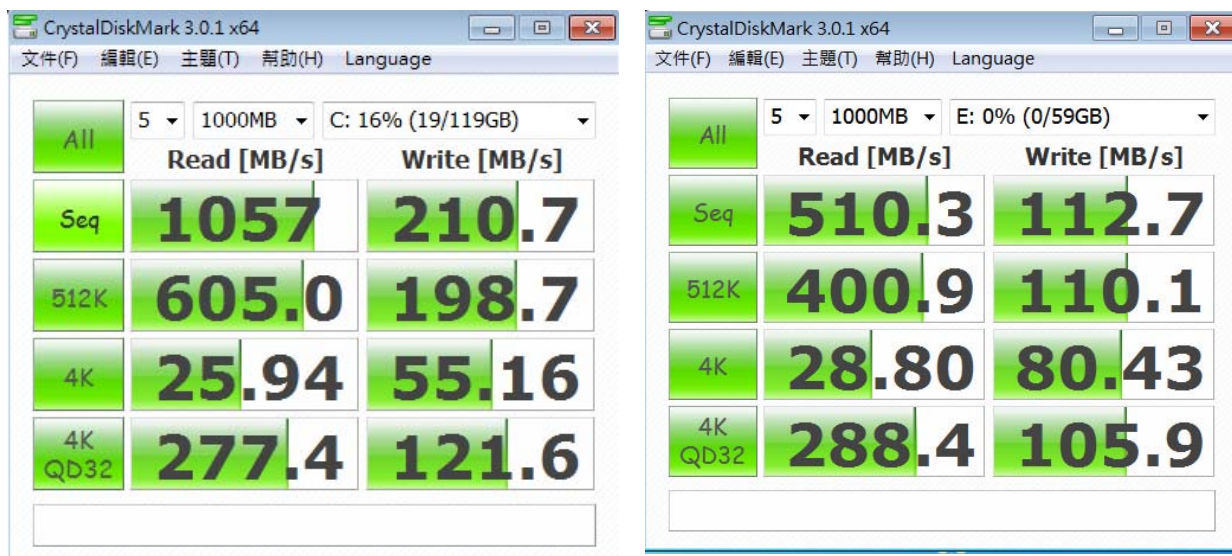 CrystalDiskMark 3.0.1 x64
文件(F) 編輯(E) 主題(T) 幫助(H) Language
All 5 1000MB C: 16% (19/119GB)
Read [MB/s] Write [MB/s]
Seq 1057 210.7
512K 605.0 198.7
4K 25.94 55.16
4K QD32 277.4 121.6
CrystalDiskMark 3.0.1 x64
文件(F) 編輯(E) 主題(T) 幫助(H) Language
All 5 1000MB E: 0% (0/59GB)
Read [MB/s] Write [MB/s]
Seq 510.3 112.7
512K 400.9 110.1
4K 28.80 80.43
4K QD32 288.4 105.9